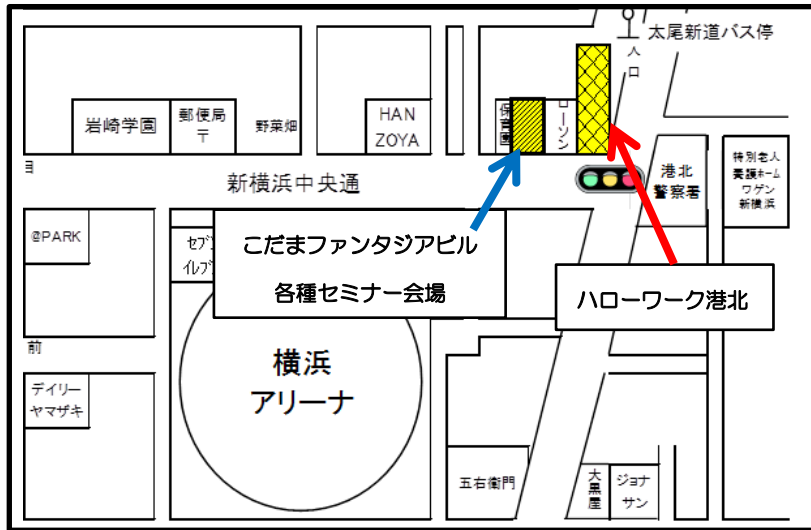 太尾新道バス停
入
口
岩崎学園
郵便局
〒
野菜畑
HAN
ZOYA
保育園
ローソン
港北
警察署
特別老人
養護ホーム
ワゲン
新横浜
目
新横浜中央通
@PARK
セブン
イレブ
こだまファンタジアビル
各種セミナー会場
ハローワーク港北
前
横浜
アリーナ
デイリー
ヤマザキ
五右衛門
大黒屋
ジョナ
サン